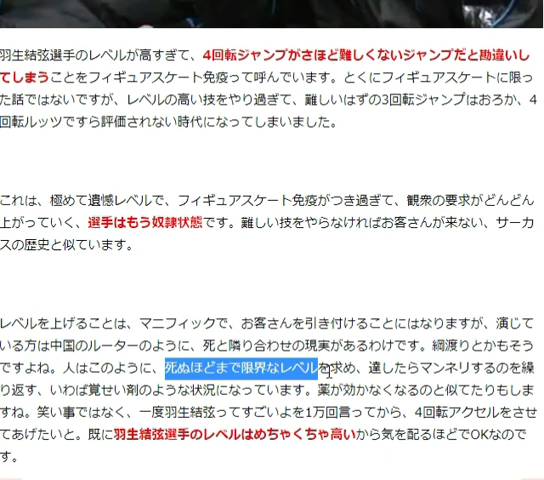 羽生結弦選手のレベルが高すぎて、4回転ジャンプがさほど難しくないジャンプだと勘違いし
てしまうことをフィギュアスケート免疫って呼んでいます。とくにフィギュアスケートに限っ
た話ではないですが、レベルの高い技をやり過ぎて、難しいはずの3回転ジャンプはおろか、4
回転ルッツですら評価されない時代になってしまいました。
これは、極めて遺憾レベルで、フィギュアスケート免疫がつき過ぎて、観衆の要求がどんどん
上がっていく、選手はもう奴隷状態です。難しい技をやらなければお客さんが来ない、サーカ
スの歴史と似ています。
レベルを上げることは、マニフィックで、お客さんを引き付けることにはなりますが、演じて
いる方は中国のルーターのように、死と隣り合わせの現実があるわけです。綱渡りとかもそう
ですよね。人はこのように、死ぬほどまで限界なレベルを求め、達したらマンネリするのを繰
り返す、いわば覚せい剤のような状況になっています。薬が効かなくなるのと似てたりもしま
すね。笑い事ではなく、一度羽生結弦ってすごいよを1万回言ってから、4回転アクセルをさせ
てあげたいと。既に羽生結弦選手のレベルはめちゃくちゃ高いから気を配るほどでOKなので
す。